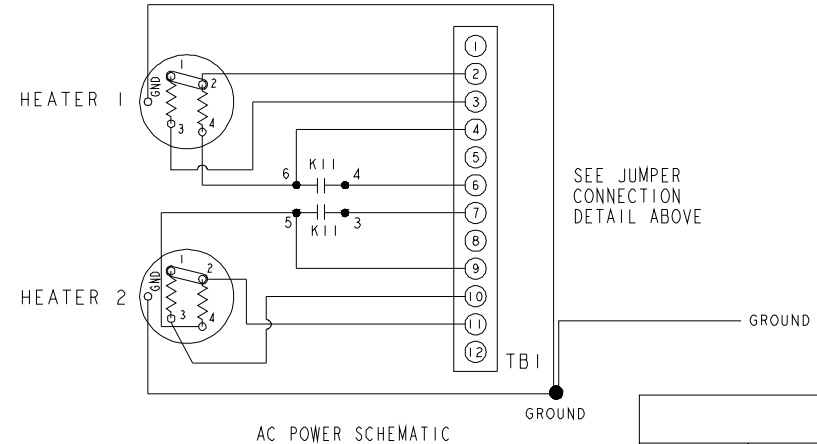 1
1
2
GND
2
HEATER 1
3
3
4
4
K11
5
6
4
6
SEE JUMPER
CONNECTION
DETAIL ABOVE
7
5
3
K11
8
1
2
9
GND
HEATER 2
10
3
4
11
GROUND
12
TB1
GROUND
AC POWER SCHEMATIC